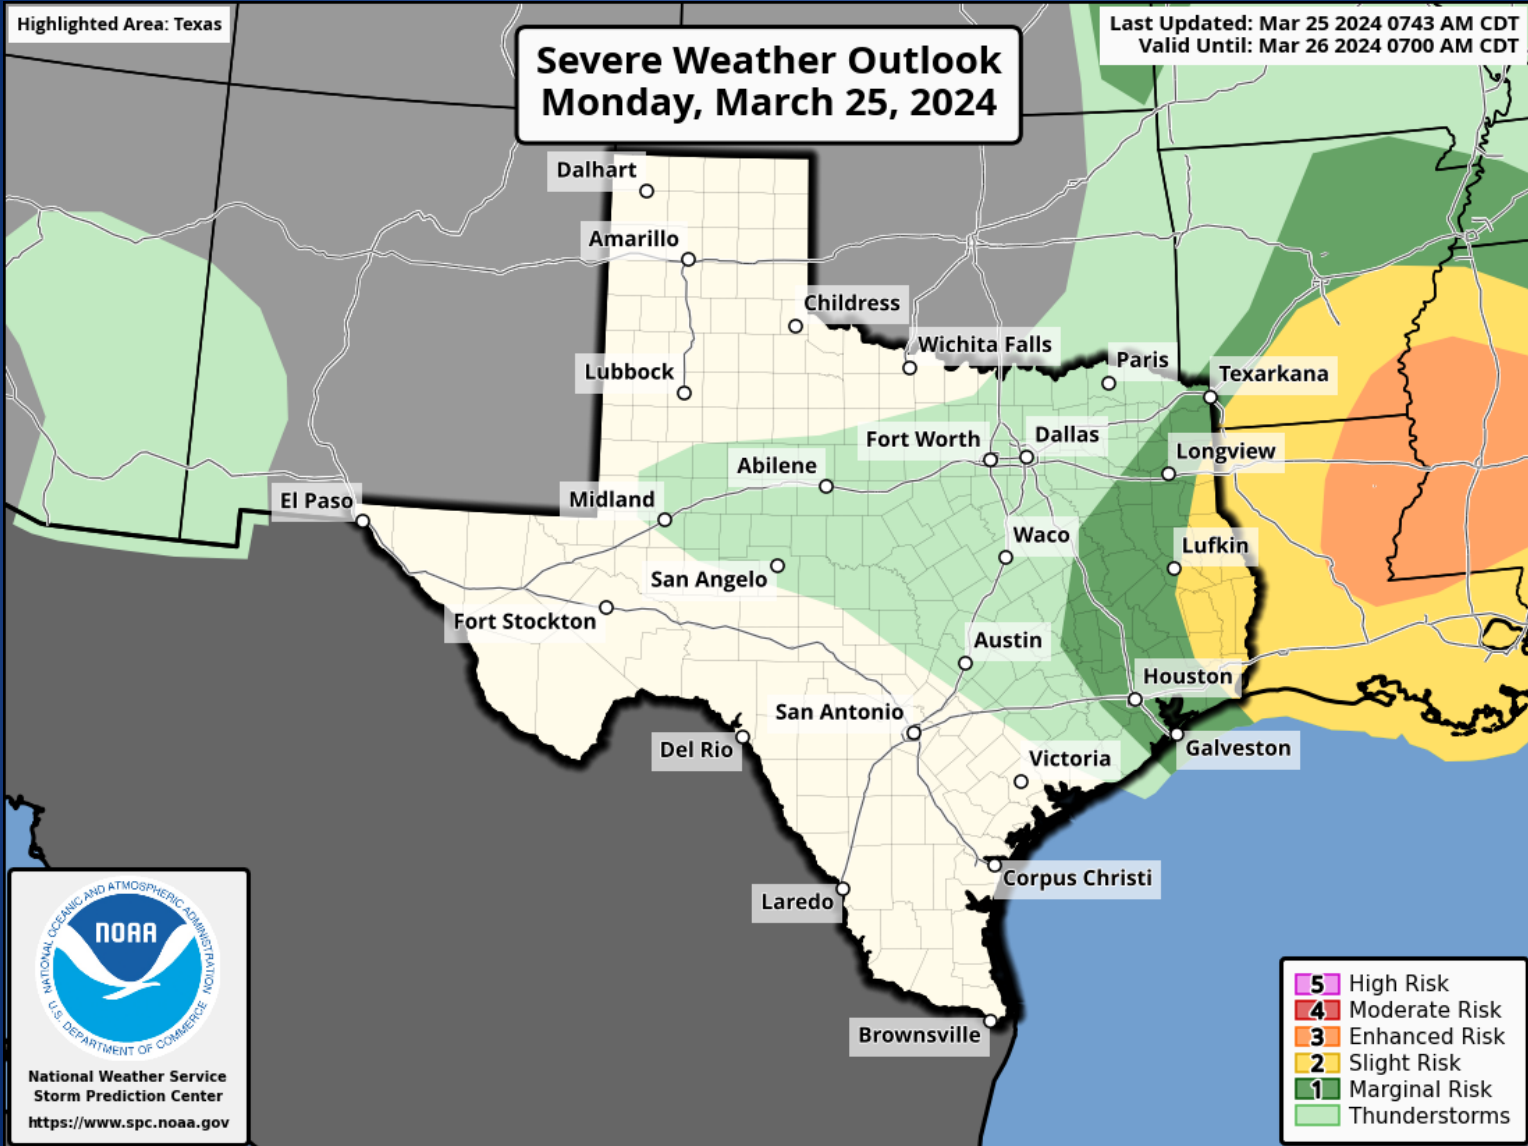 Highlighted Area: Texas
Severe Weather Outlook
Monday, March 25, 2024
Last Updated: Mar 25 2024 0743 AM CDT
Valid Until: Mar 26 2024 0700 AM CDT
Dalhart
Amarillo
Childress
Wichita Falls
Paris
Lubbock
Texarkana
Fort Worth
Dallas
Longview
Abilene
El Paso
Midland
Waco
Lufkin
San Angelo
Fort Stockton
Austin
Houston
San Antonio
Del Rio
Galveston
Victoria
Corpus Christi
Laredo
Brownsville
NATIONAL OCEANIC AND ATMOSPHERIC ADMINISTRATION
NOAA
U.S. DEPARTMENT OF COMMERCE
National Weather Service
Storm Prediction Center
https://www.spc.noaa.gov
5 High Risk
4 Moderate Risk
3 Enhanced Risk
2 Slight Risk
1 Marginal Risk
Thunderstorms